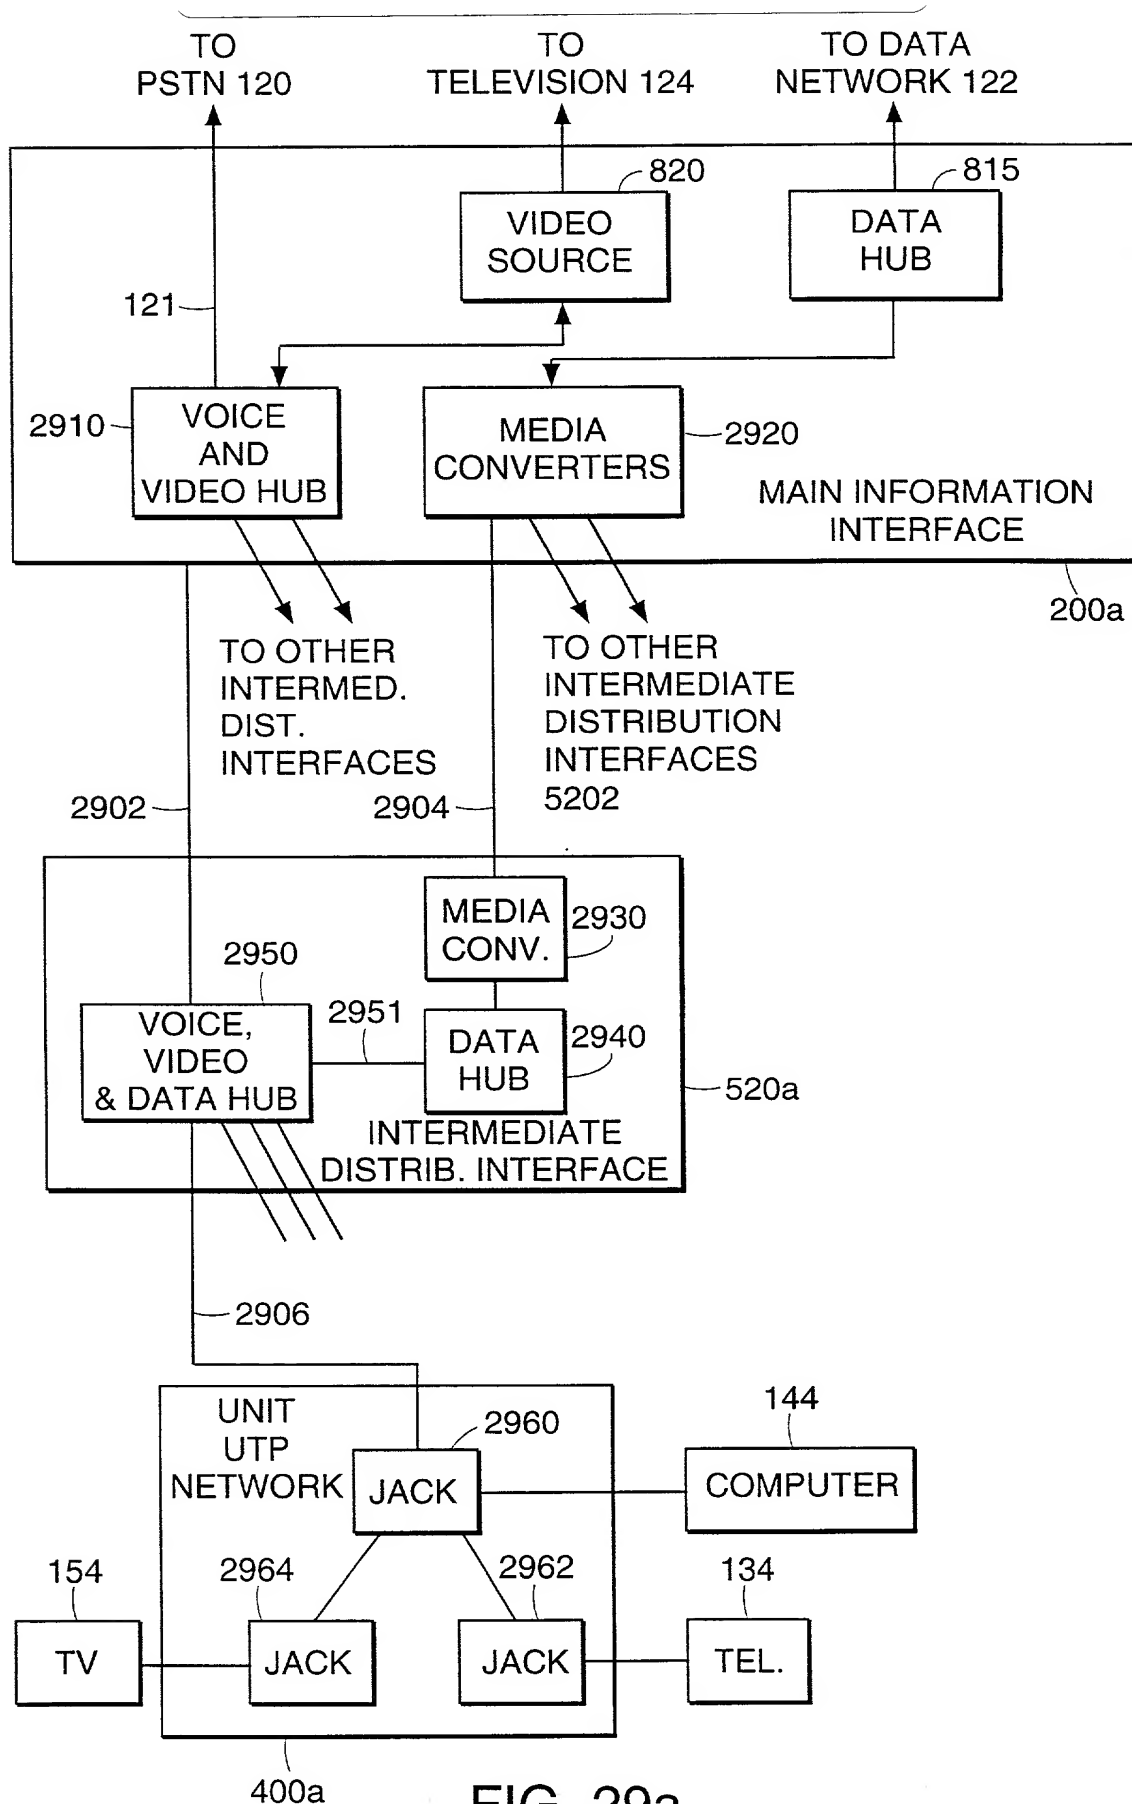 TO
PSTN 120
TO
TELEVISION 124
TO DATA
NETWORK 122
820
815
VIDEO
SOURCE
DATA
HUB
121
2910
VOICE
AND
VIDEO HUB
MEDIA
CONVERTERS
2920
MAIN INFORMATION
INTERFACE
200a
TO OTHER
INTERMED.
DIST.
INTERFACES
TO OTHER
INTERMEDIATE
DISTRIBUTION
INTERFACES
5202
2902
2904
MEDIA
CONV.
2930
2950
2951
VOICE,
VIDEO
& DATA HUB
DATA
HUB
2940
520a
INTERMEDIATE
DISTRIB. INTERFACE
2906
UNIT
UTP
NETWORK
2960
JACK
144
COMPUTER
154
2964
2962
134
TV
JACK
JACK
TEL.
400a
FIG. 29a